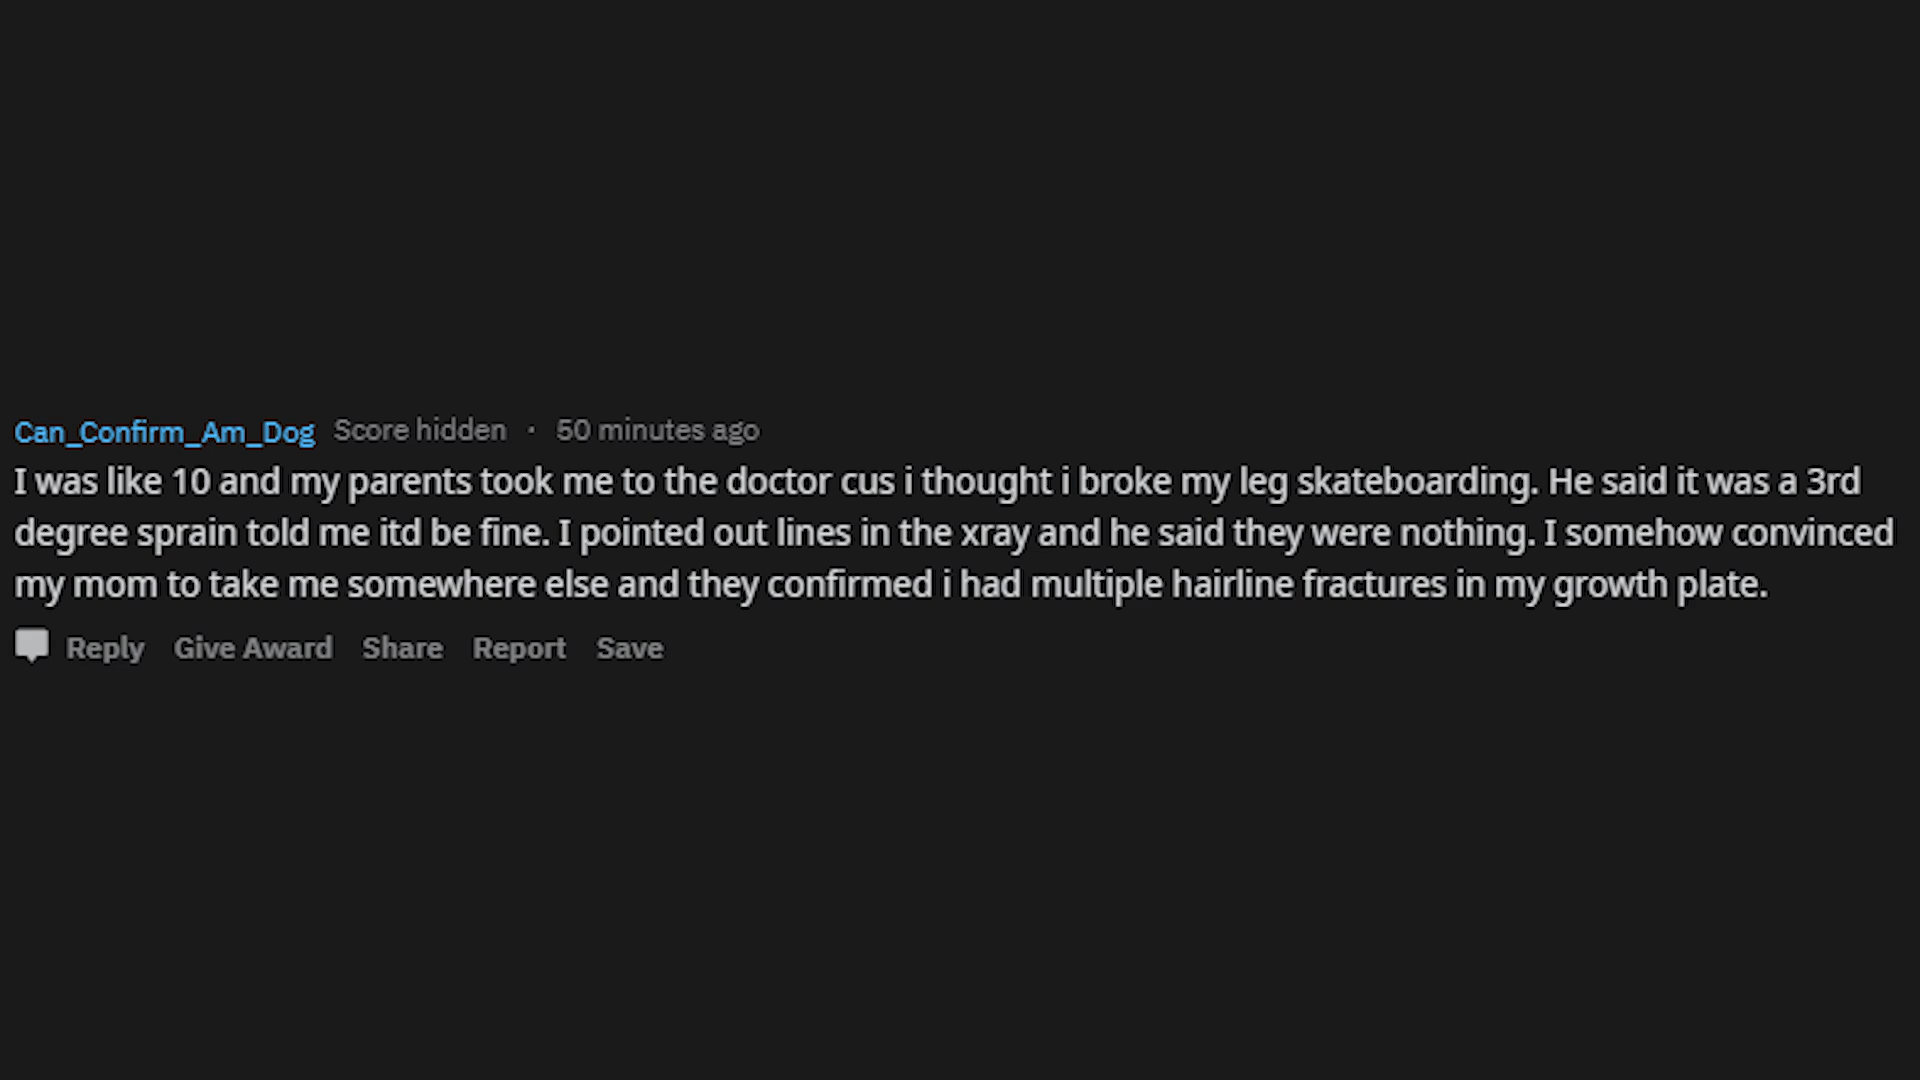 Can_Confirm_Am_Dog Score hidden · 50 minutes ago
I was like 10 and my parents took me to the doctor cus i thought i broke my leg skateboarding. He said it was a 3rd
degree sprain told me itd be fine. I pointed out lines in the xray and he said they were nothing. I somehow convinced
my mom to take me somewhere else and they confirmed i had multiple hairline fractures in my growth plate.
Reply Give Award Share Report Save